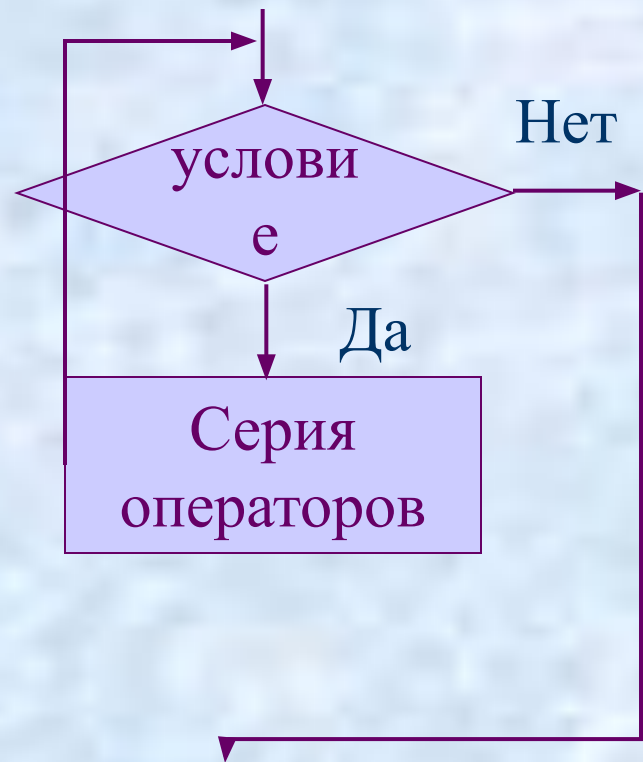 Нет
услови
е
Да
Серия
операторов